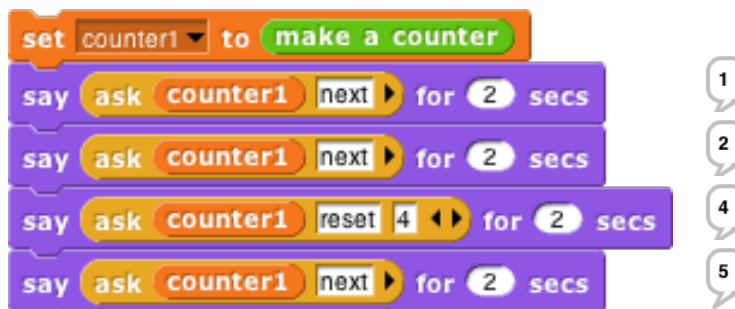 set counter1 to make a counter
say ask counter1 next for 2 secs 1
say ask counter1 next for 2 secs 2
say ask counter1 reset 4 for 2 secs 4
say ask counter1 next for 2 secs 5